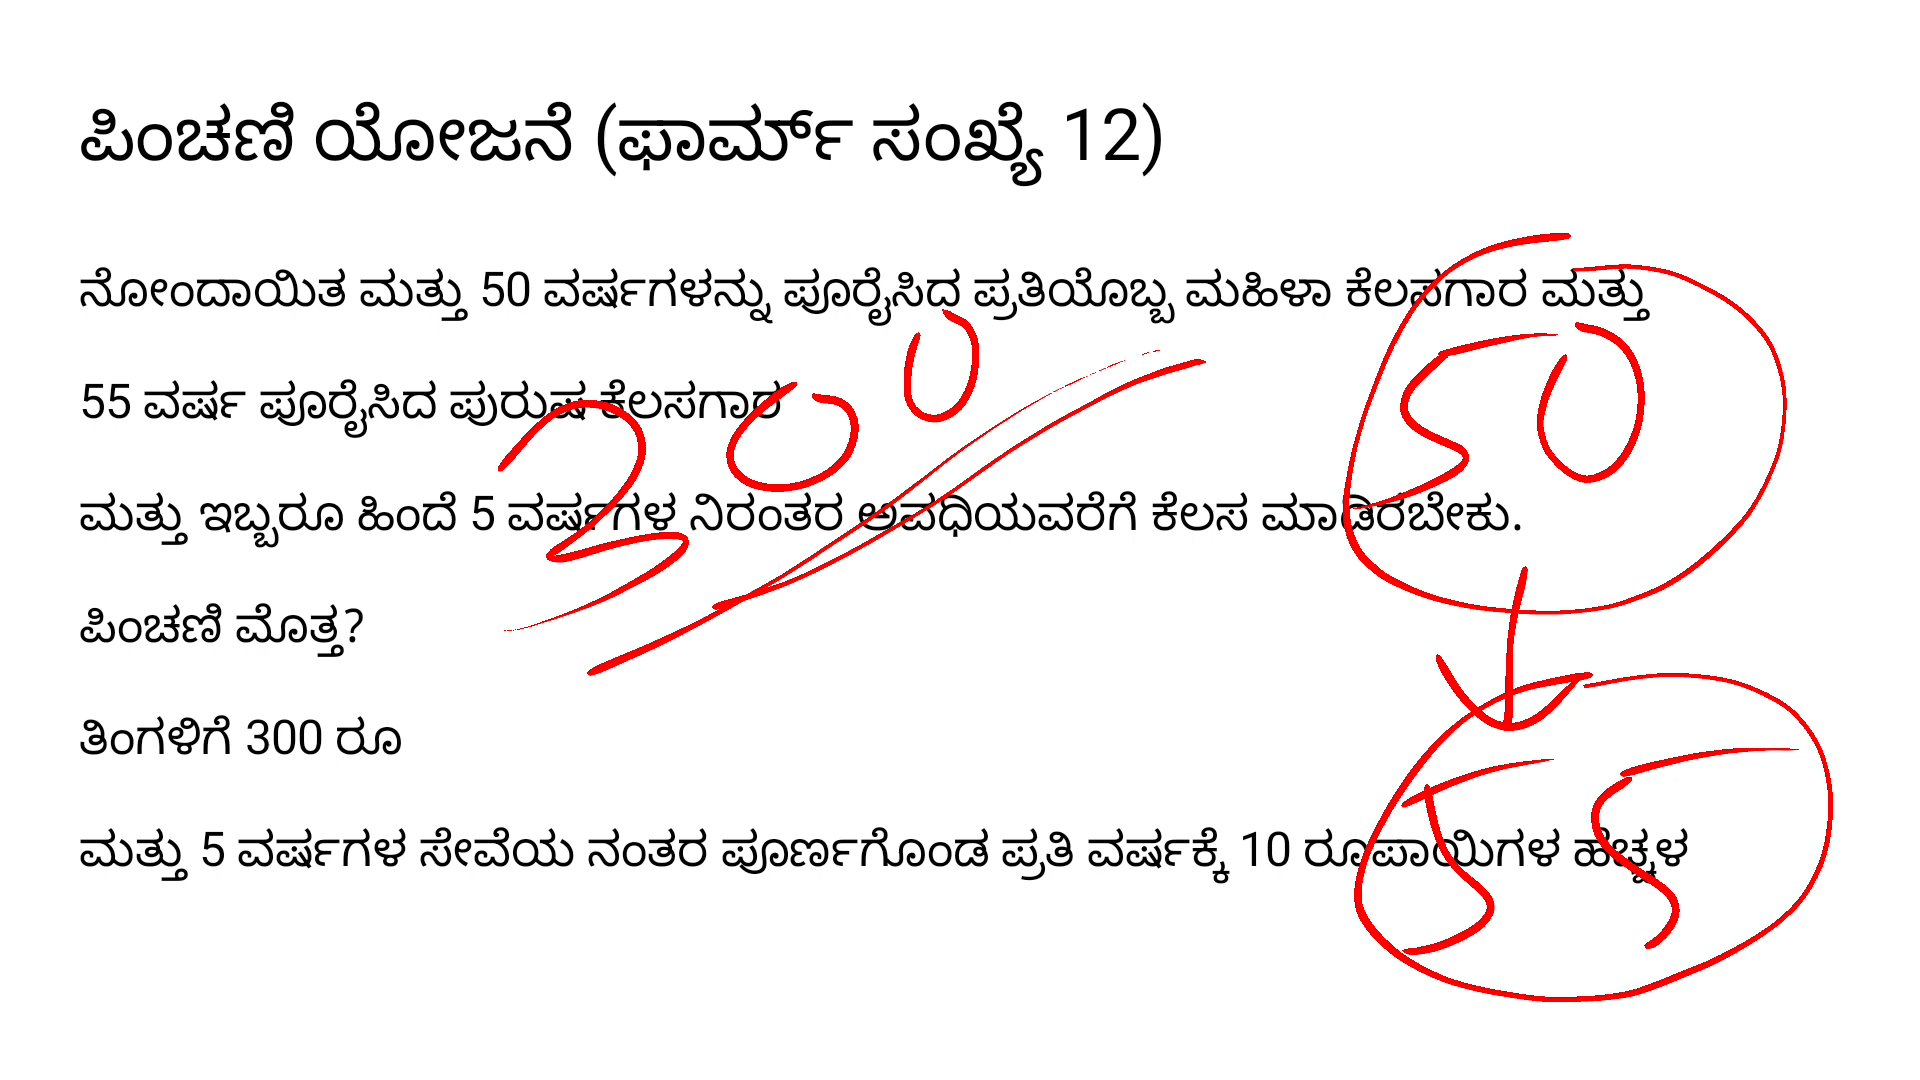 ಪಿಂಚಣಿ ಯೋಜನೆ (ಫಾರ್ಮ್ ಸಂಖ್ಯೆ 12)
ನೋಂದಾಯಿತ ಮತ್ತು 50 ವರ್ಷಗಳನ್ನು ಪೂರೈಸಿದ ಪ್ರತಿಯೊಬ್ಬ ಮಹಿಳಾ ಕೆಲಸಗಾರ ಮತ್ತು
55 ವರ್ಷ ಪೂರೈಸಿದ ಪುರುಷ ಕೆಲಸಗಾರ
300
50
ಮತ್ತು ಇಬ್ಬರೂ ಹಿಂದೆ 5 ವರ್ಷಗಳ ನಿರಂತರ ಅವಧಿಯವರೆಗೆ ಕೆಲಸ ಮಾಡಿರಬೇಕು.
ಪಿಂಚಣಿ ಮೊತ್ತ?
ತಿಂಗಳಿಗೆ 300 ರೂ
55
ಮತ್ತು 5 ವರ್ಷಗಳ ಸೇವೆಯ ನಂತರ ಪೂರ್ಣಗೊಂಡ ಪ್ರತಿ ವರ್ಷಕ್ಕೆ 10 ರೂಪಾಯಿಗಳ ಹೆಚ್ಚಳ